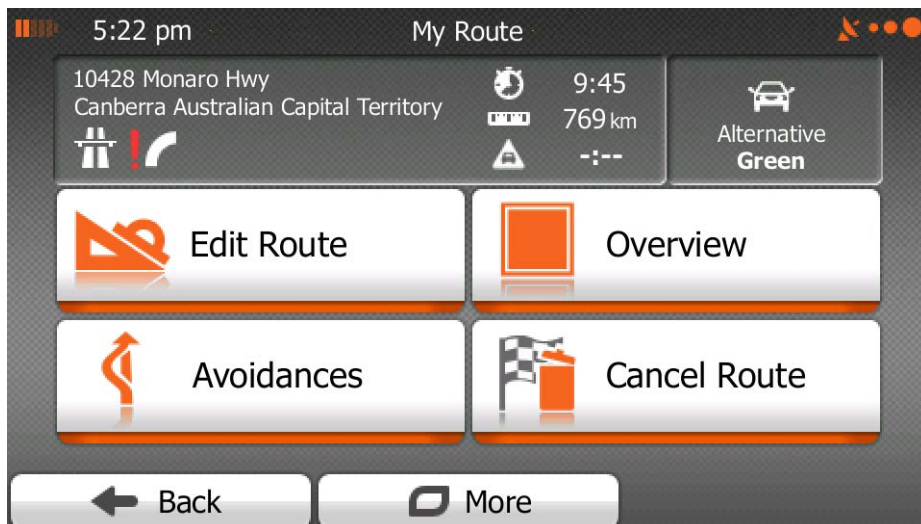 5:22 pm
My Route
10428 Monaro Hwy
Canberra Australian Capital Territory
9:45
769 km
-:--
Alternative
Green
Edit Route
Overview
Avoidances
Cancel Route
Back
More